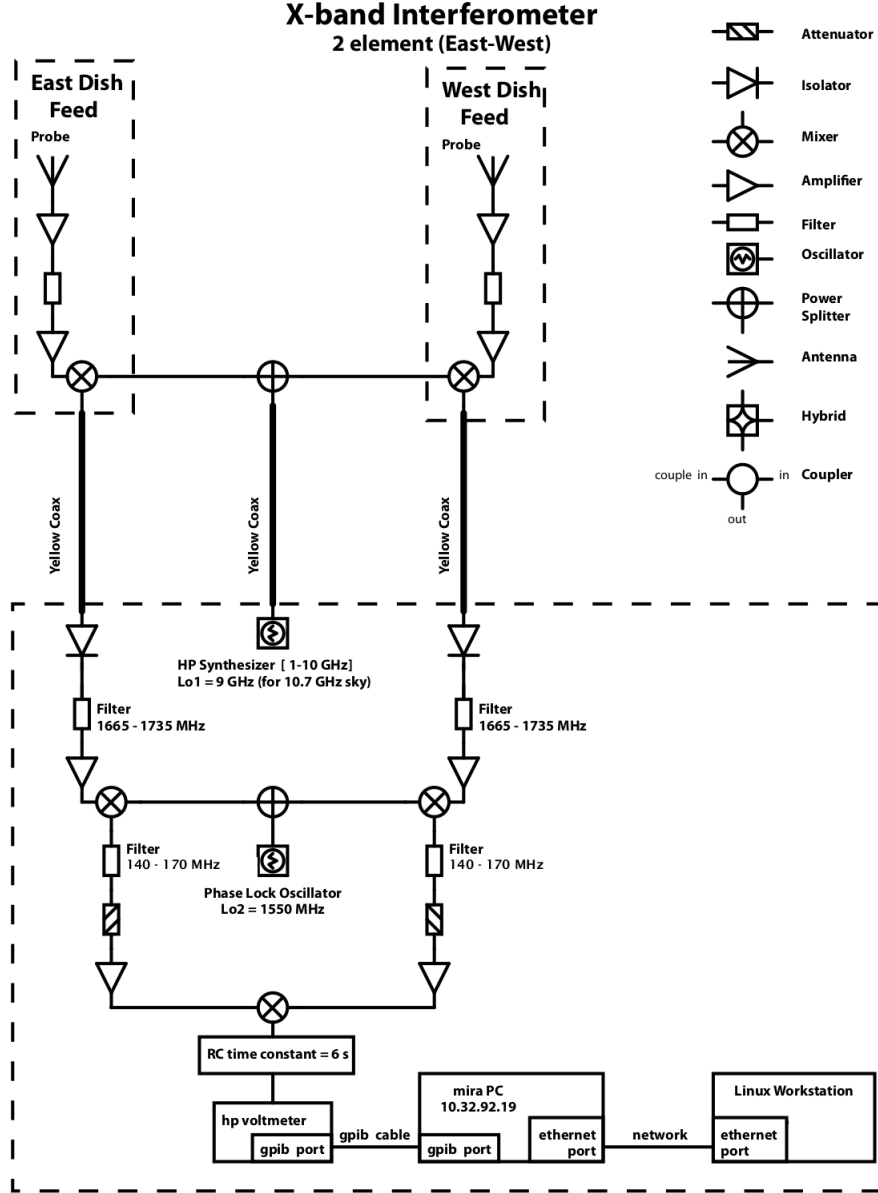 X-band Interferometer
2 element (East-West)
East Dish
Feed
Probe
West Dish
Feed
Probe
Attenuator
Isolator
Mixer
Amplifier
Filter
Oscillator
Power
Splitter
Antenna
Hybrid
couple in
in
Coupler
out
Yellow Coax
Yellow Coax
Yellow Coax
HP Synthesizer [ 1-10 GHz]
Lo1 = 9 GHz (for 10.7 GHz sky)
Filter
1665 - 1735 MHz
Filter
1665 - 1735 MHz
Filter
140 - 170 MHz
Filter
140 - 170 MHz
Phase Lock Oscillator
Lo2 = 1550 MHz
RC time constant = 6 s
hp voltmeter
gpib port
gpib cable
mira PC
10.32.92.19
gpib port
ethernet
port
network
Linux Workstation
ethernet
port